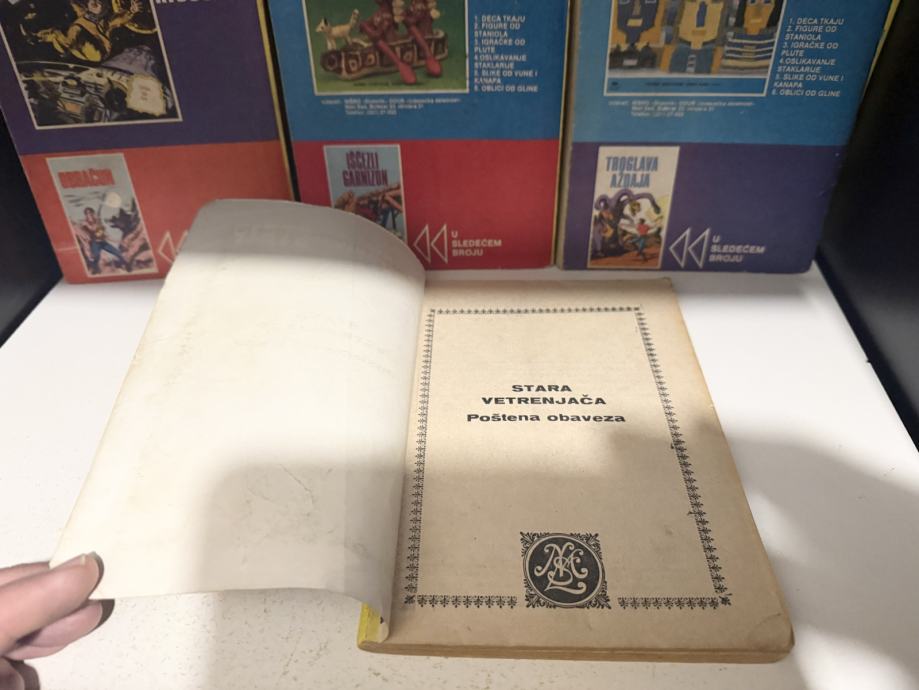 1. DECA TKAJU
2. FIGURE OD
STANIOLA
3. IGRAČKE OD
PLUTE
4. OSLIKAVANJE
STAKLARIJE
5. SLIKE OD VUNE I
KANAPA
6. OBLICI OD GLINE
1. DECA TKAJU
2. FIGURE OD
STANIOLA
3. IGRAČKE OD
PLUTE
4. OSLIKAVANJE
STAKLARIJE
5. SLIKE OD VUNE I
KANAPA
6. OBLICI OD GLINE
OBRAČUN
IŠČEZLI
GARNIZON
U
SLEDEĆEM
BROJU
TROGLAVA
AŽDAJA
U
SLEDEĆEM
BROJU
STARA
VETRENJAČA
Poštena obaveza